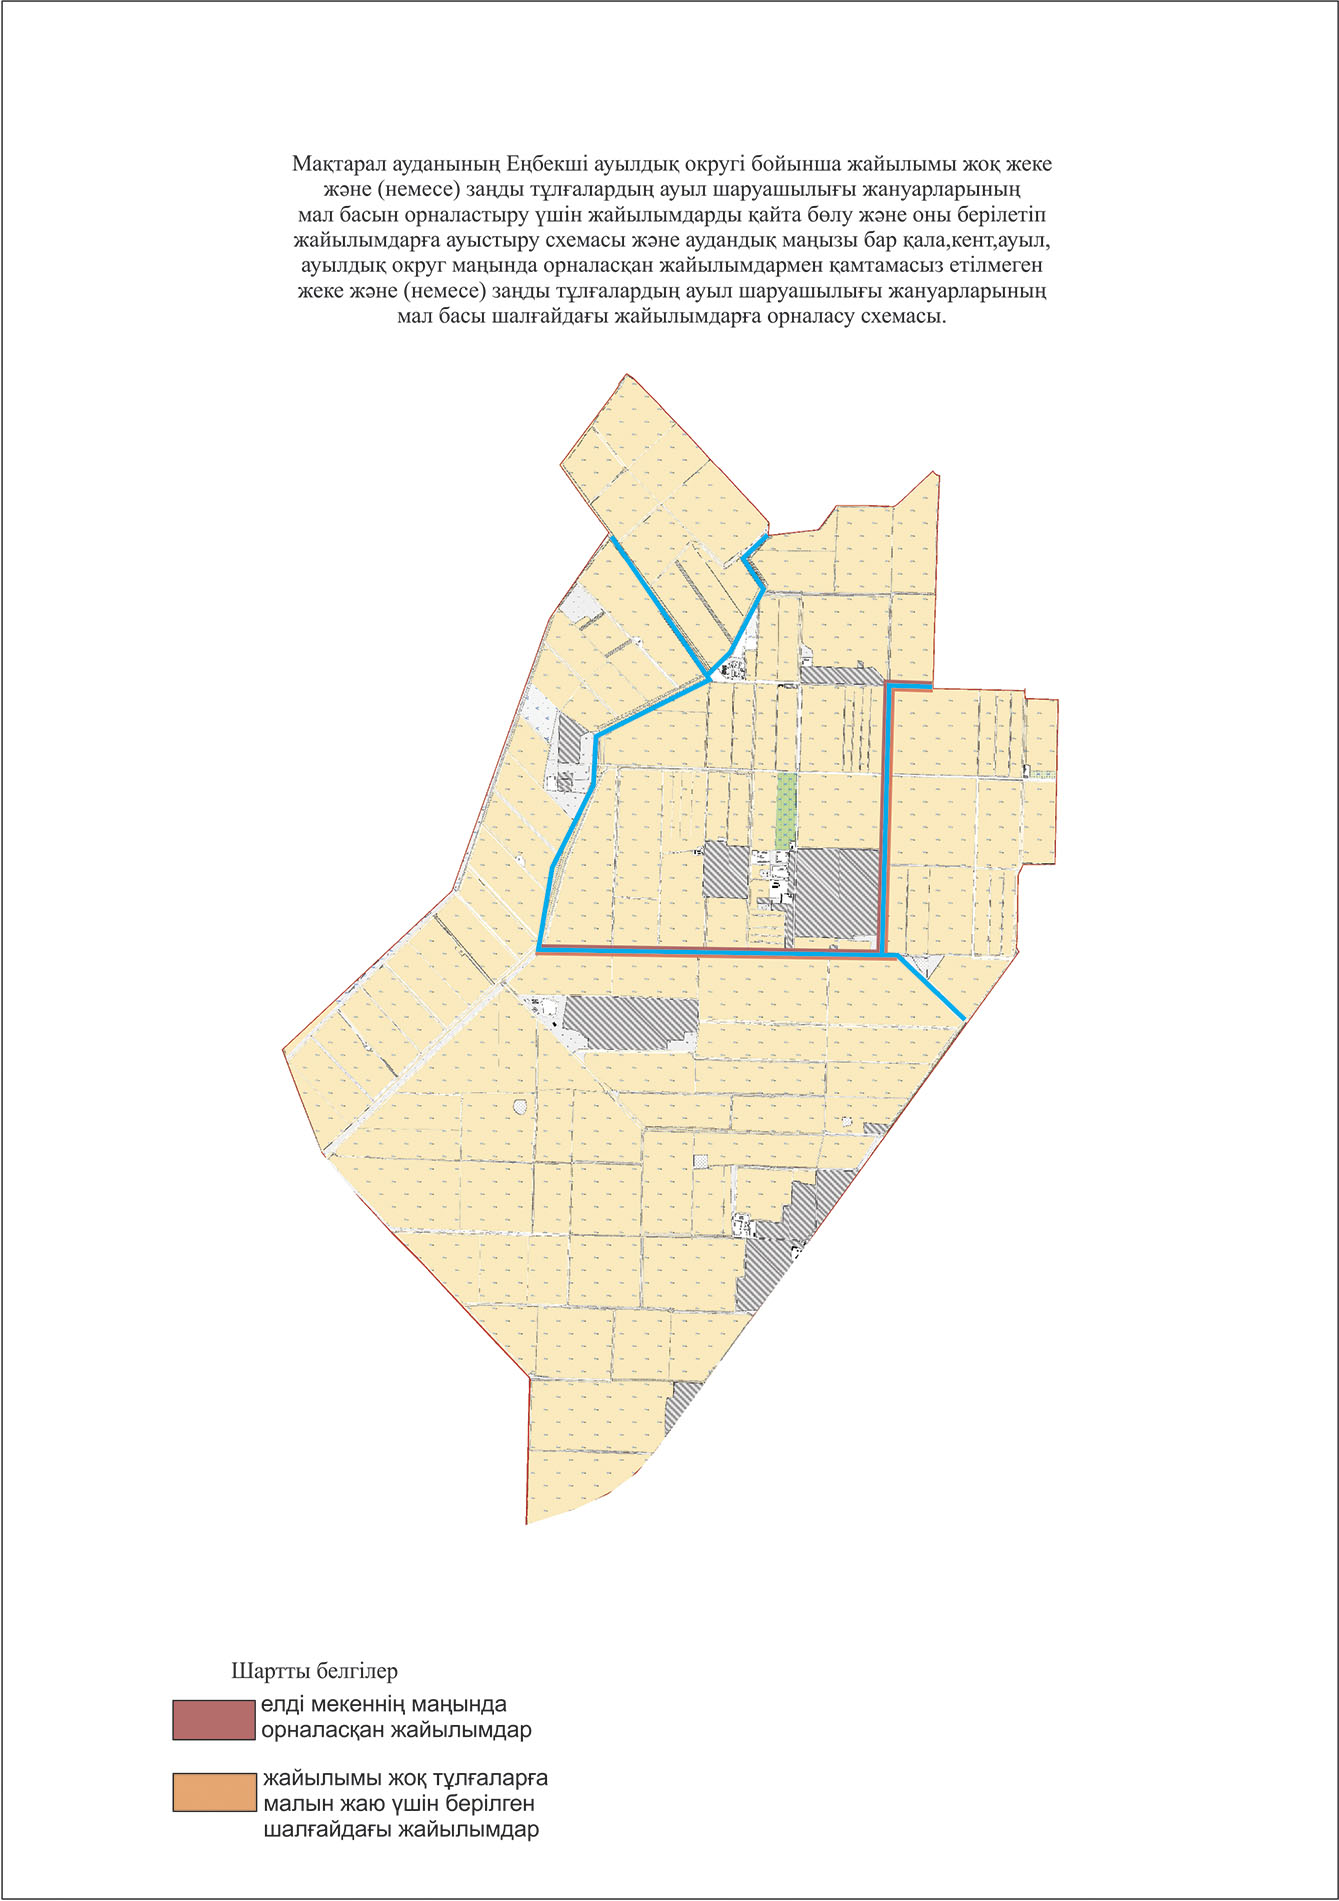 Мақтарал ауданының Еңбекші ауылдық округі бойынша жайылымы жоқ жеке
және (немесе) заңды тұлғалардың ауыл шаруашылығы жануарларының
мал басын орналастыру үшін жайылымдарды қайта бөлу және оны берілетіп
жайылымдарға ауыстыру схемасы және аудандық маңызы бар қала,кент,ауыл,
ауылдық округ маңында орналасқан жайылымдармен қамтамасыз етілмеген
жеке және (немесе) заңды тұлғалардың ауыл шаруашылығы жануарларының
мал басы шалғайдағы жайылымдарға орналасу схемасы.
Шартты белгілер
елді мекеннің маңында
орналасқан жайылымдар
жайылымы жоқ тұлғаларға
малын жаю үшін берілген
шалғайдағы жайылымдар